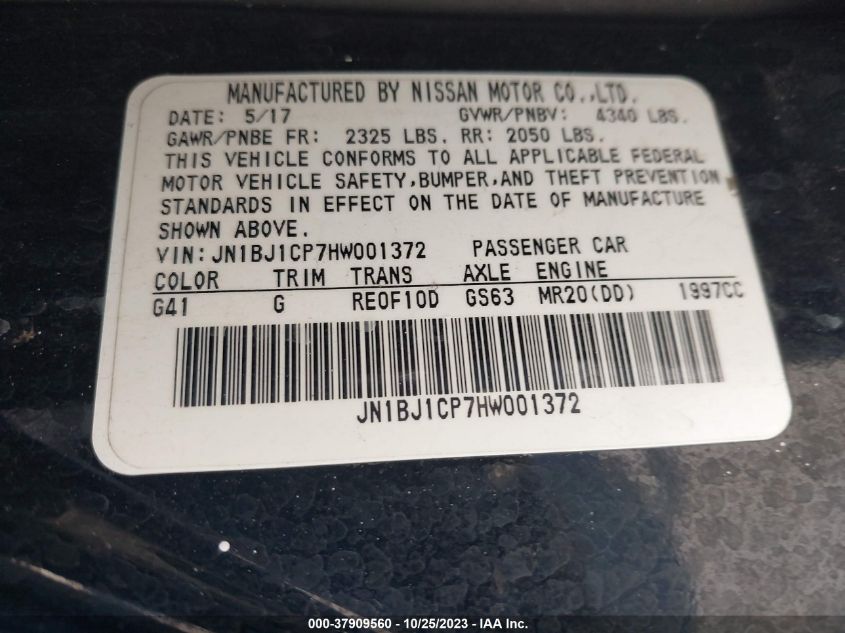 MANUFACTURED BY NISSAN MOTOR CO.,LTD.
DATE: 5/17 GVWR/PNBV: 4340 LBS.
GAWR/PNBE FR: 2325 LBS. RR: 2050 LBS.
THIS VEHICLE CONFORMS TO ALL APPLICABLE FEDERAL
MOTOR VEHICLE SAFETY,BUMPER,AND THEFT PREVENTION
STANDARDS IN EFFECT ON THE DATE OF MANUFACTURE
SHOWN ABOVE.
VIN:JN1BJ1CP7HW001372 PASSENGER CAR
COLOR TRIM TRANS AXLE ENGINE
G41 G RE0F10D GS63 MR20(DD) 1997CC
JN1BJ1CP7HW001372
000-37909560 - 10/25/2023 - IAA Inc.